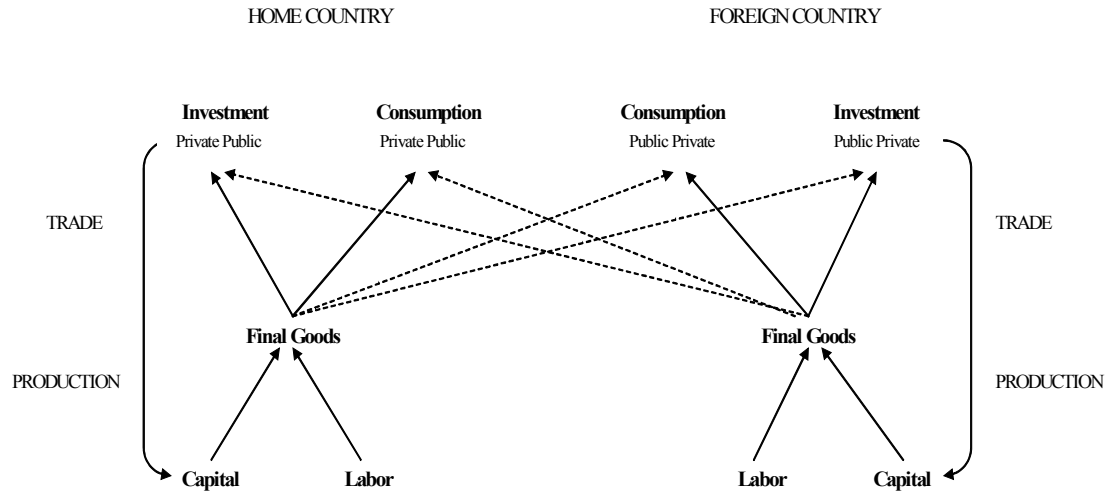 HOME COUNTRY FOREIGN COUNTRY
Investment Consumption Consumption Investment
Private Public Private Public Public Private Public Private
TRADE TRADE
Final Goods Final Goods
PRODUCTION PRODUCTION
Capital Labor Labor Capital